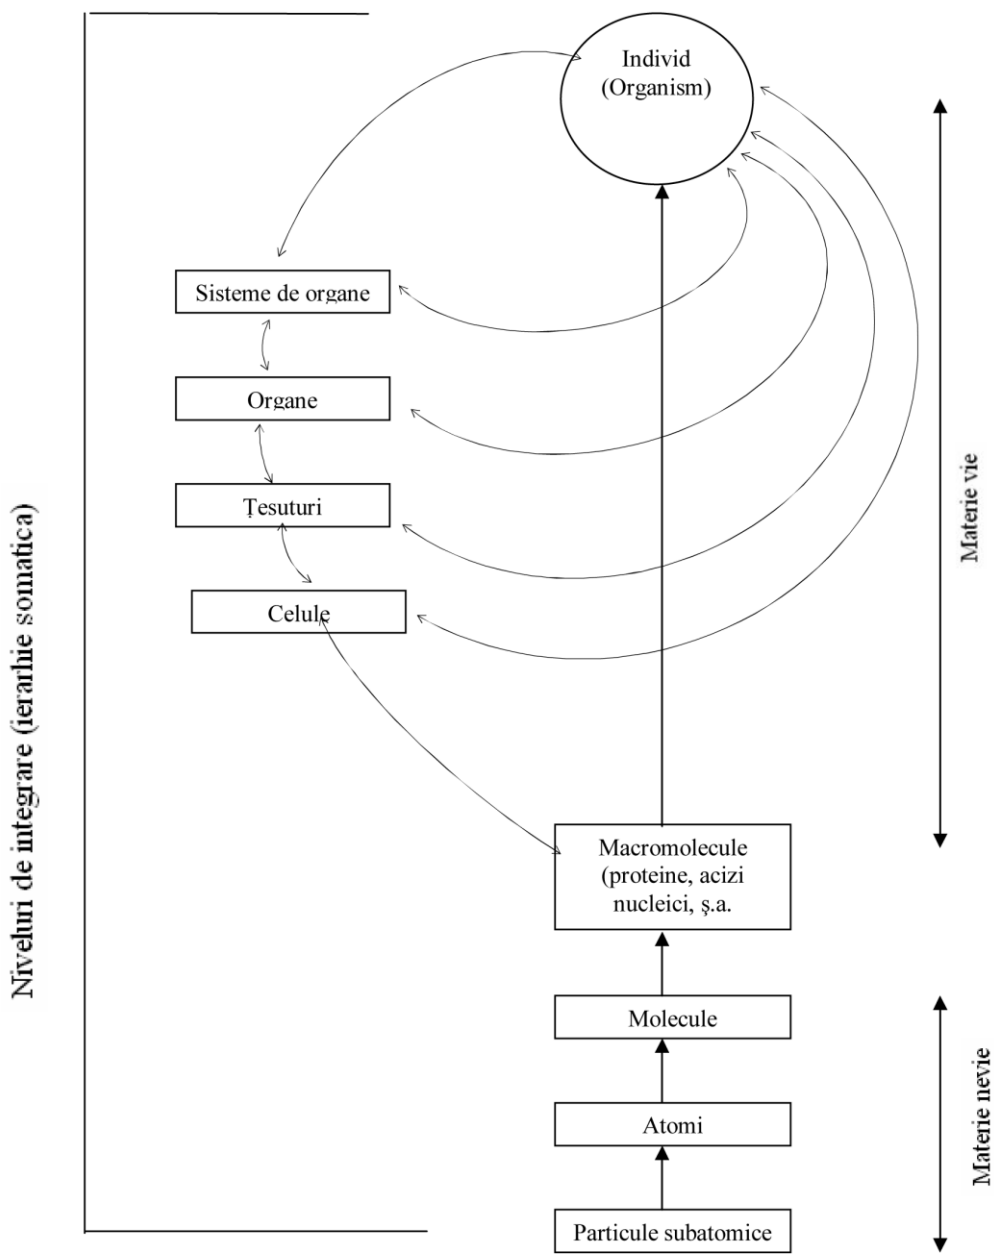 Individ
(Organism)
Sisteme de organe
Organe
Țesuturi
Celule
Macromolecule
(proteine, acizi
nucleici, ş.a.
Molecule
Atomi
Particule subatomice
Niveluri de integrare (ierarhie somatica)
Materie vie
Materie nevie